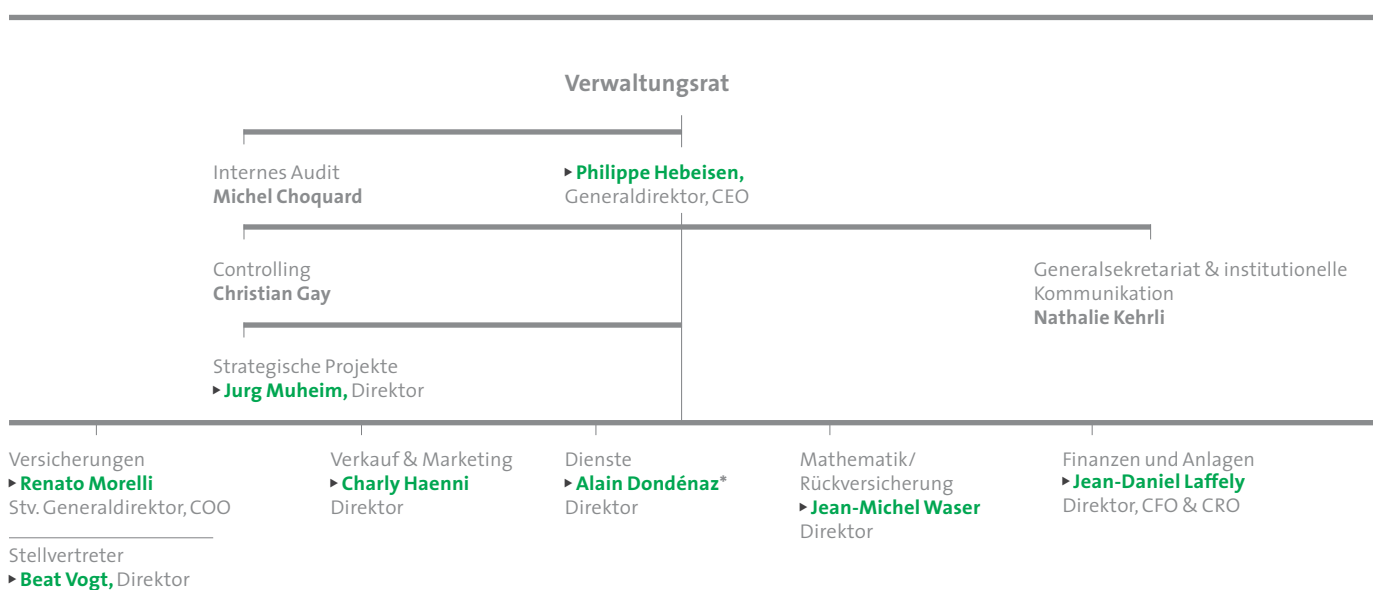 Verwaltungsrat
Internes Audit
Michel Choquard
▸ Philippe Hebeisen,
Generaldirektor, CEO
Controlling
Christian Gay
Generalsekretariat & institutionelle
Kommunikation
Nathalie Kehrli
Strategische Projekte
▸ Jurg Muheim, Direktor
Versicherungen
▸ Renato Morelli
Stv. Generaldirektor, COO
Stellvertreter
▸ Beat Vogt, Direktor
Verkauf & Marketing
▸ Charly Haenni
Direktor
Dienste
▸ Alain Dondénaz*
Direktor
Mathematik/
Rückversicherung
▸ Jean-Michel Waser
Direktor
Finanzen und Anlagen
▸ Jean-Daniel Laffely
Direktor, CFO & CRO